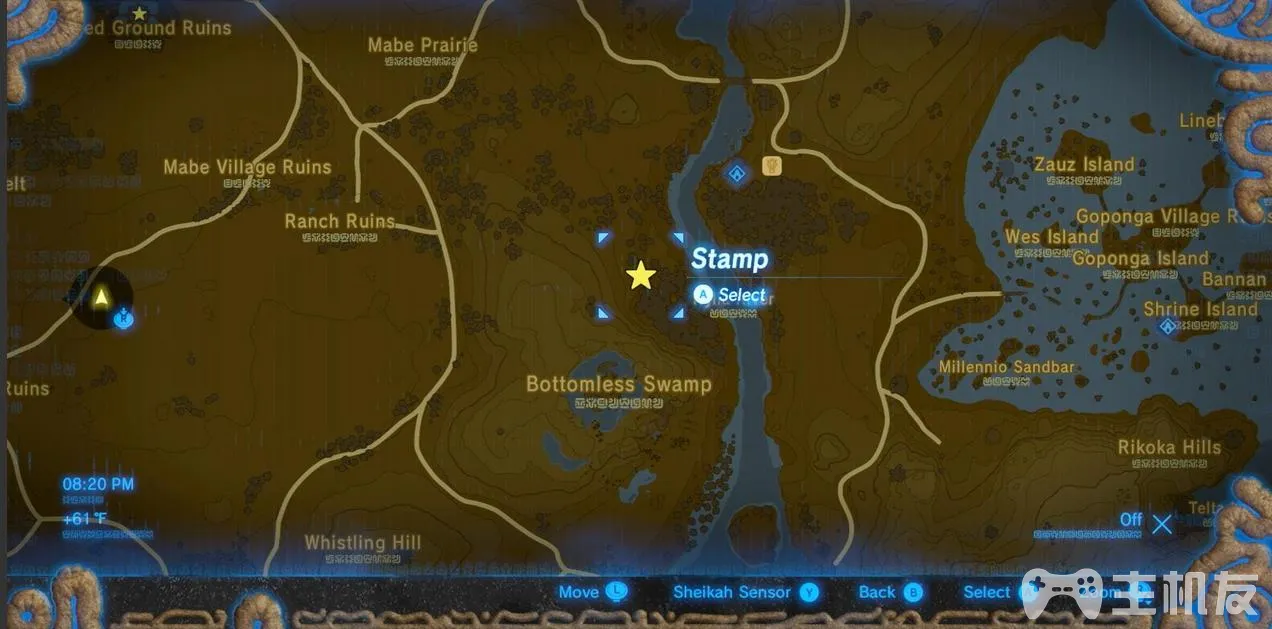 ed Ground Ruins
Mabe Prairie
Lineb
Mabe Village Ruins
Zauz Island
elt
Ranch Ruins
Goponga Village R
Wes Island
Stamp
Goponga Island
A Select
Bannan
River
Shrine Island
Millennio Sandbar
Ruins
Bottomless Swamp
Rikoka Hills
08:20 PM
+61°F
Telta
Off
Whistling Hill
Move L
Sheikah Sensor Y
Back B
Select
Zoom
主机友